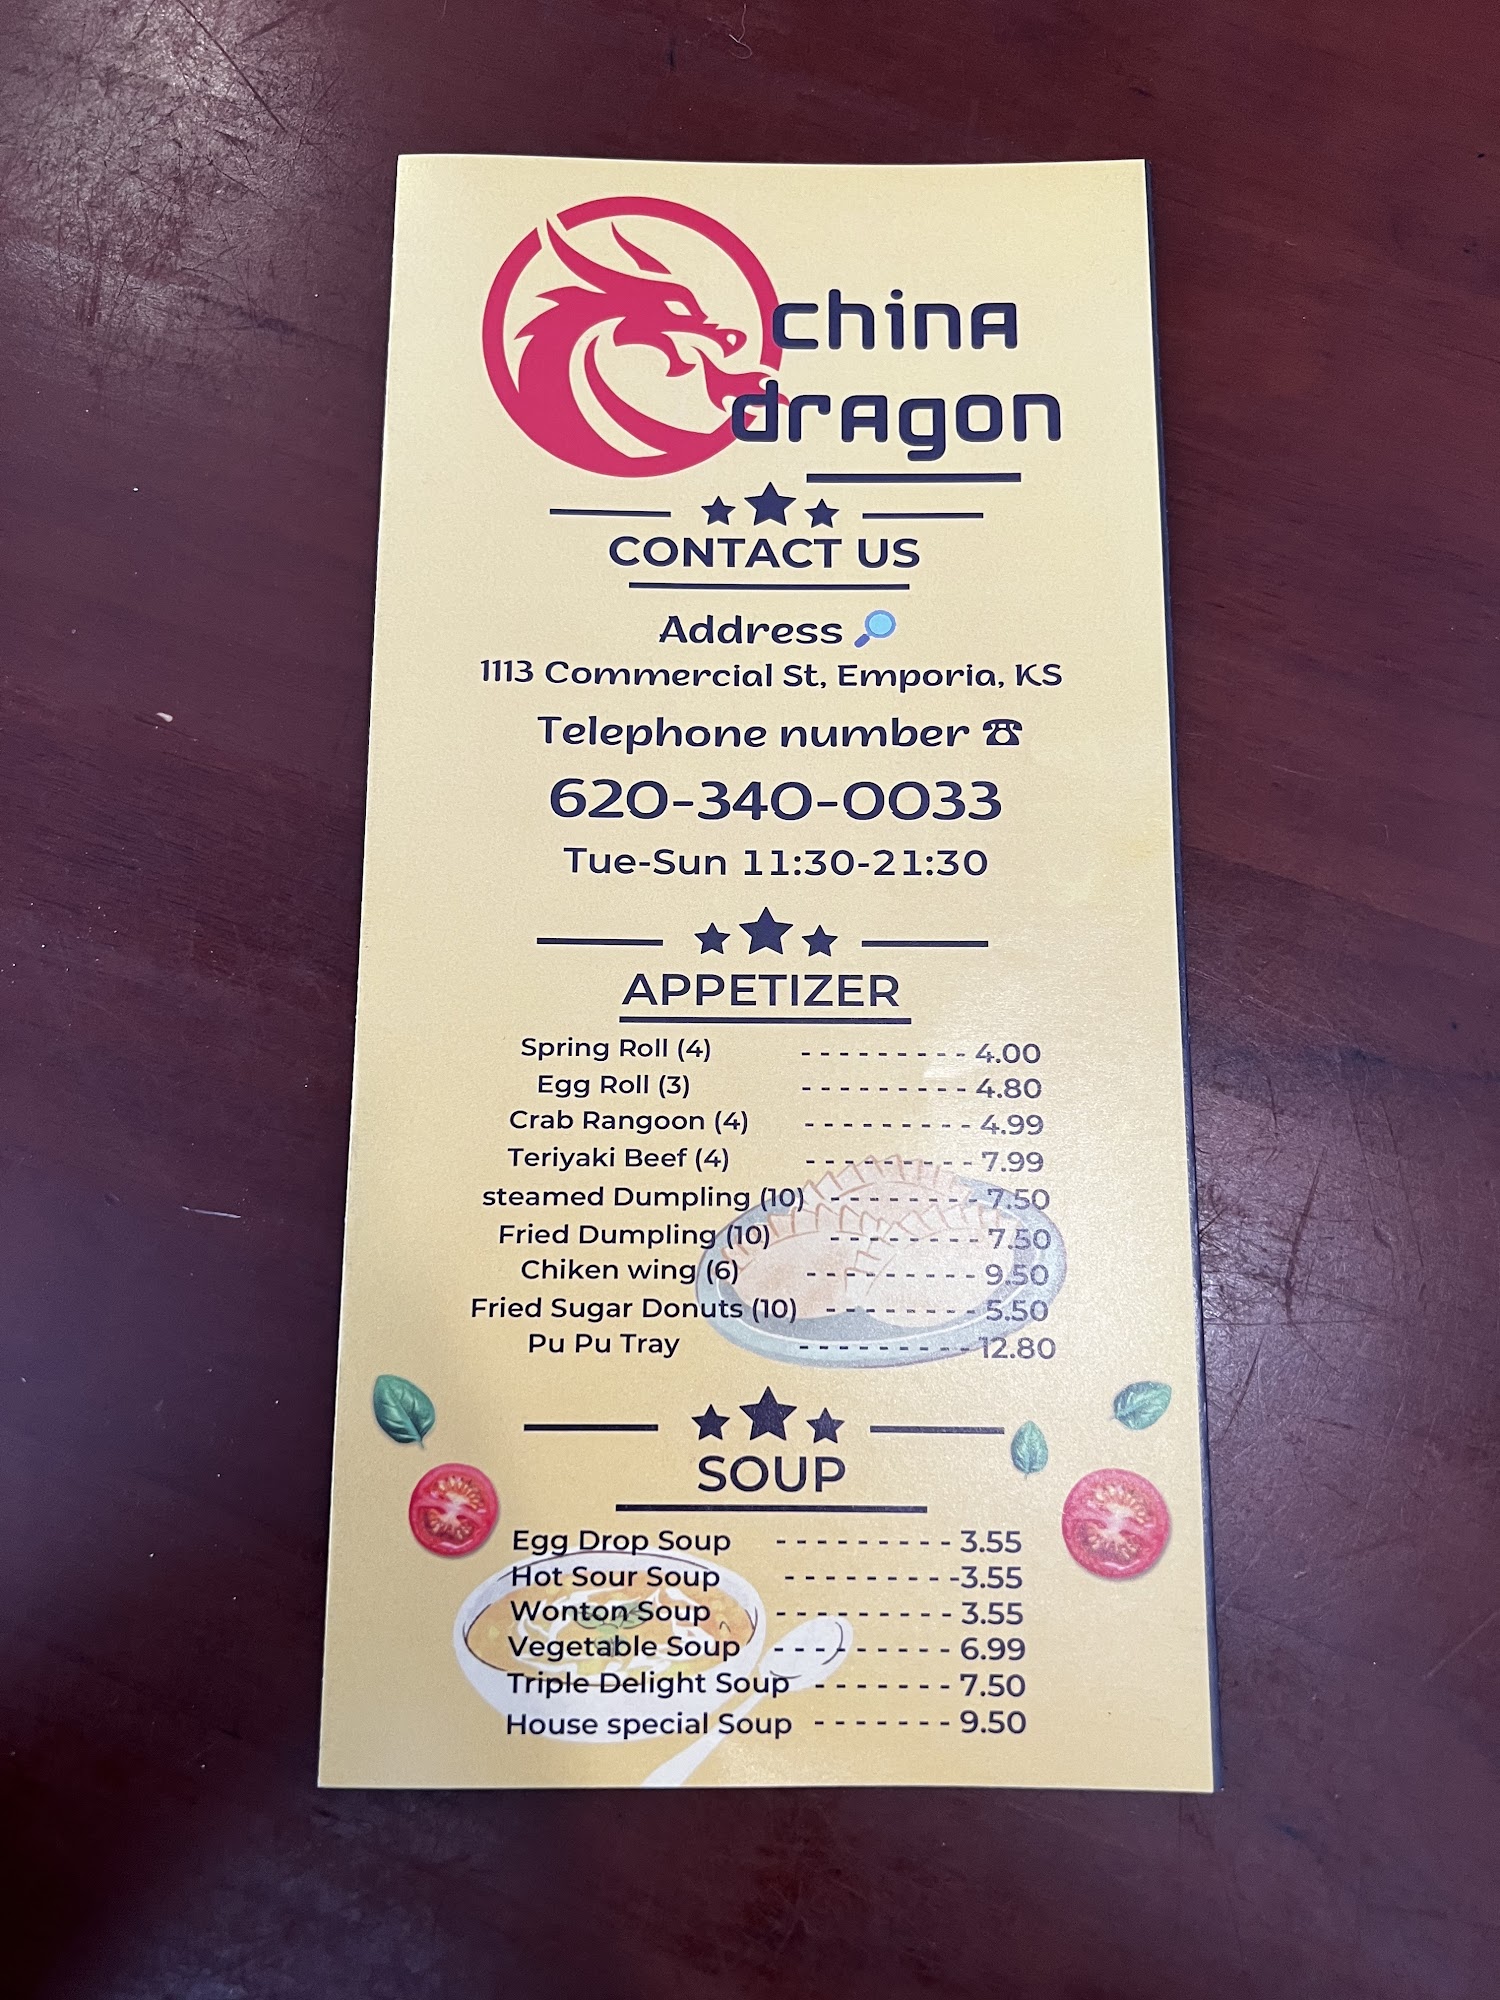 chinA
drAgon
CONTACT US
Address
1113 Commercial St, Emporia, KS
Telephone number ☎
620-340-0033
Tue-Sun 11:30-21:30
APPETIZER
Spring Roll (4) - - - - - - - - - 4.00
Egg Roll (3) - - - - - - - - - 4.80
Crab Rangoon (4) - - - - - - - - - 4.99
Teriyaki Beef (4) - - - - - - - - - 7.99
steamed Dumpling (10) - - - - - - - - 7.50
Fried Dumpling (10) - - - - - - - - 7.50
Chiken wing (6) - - - - - - - - - 9.50
Fried Sugar Donuts (10) - - - - - - - - 5.50
Pu Pu Tray - - - - - - - - - 12.80
SOUP
Egg Drop Soup - - - - - - - - - 3.55
Hot Sour Soup - - - - - - - - -3.55
Wonton Soup - - - - - - - - - 3.55
Vegetable Soup - - - - - - - - - 6.99
Triple Delight Soup - - - - - - - 7.50
House special Soup - - - - - - - 9.50